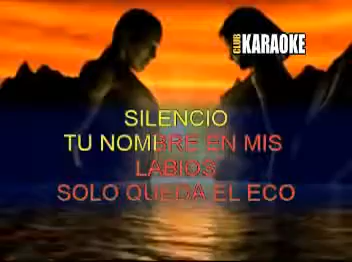 CLUB KARAOKE
SILENCIO
TU NOMBRE EN MIS
LABIOS
SOLO QUEDA EL ECO